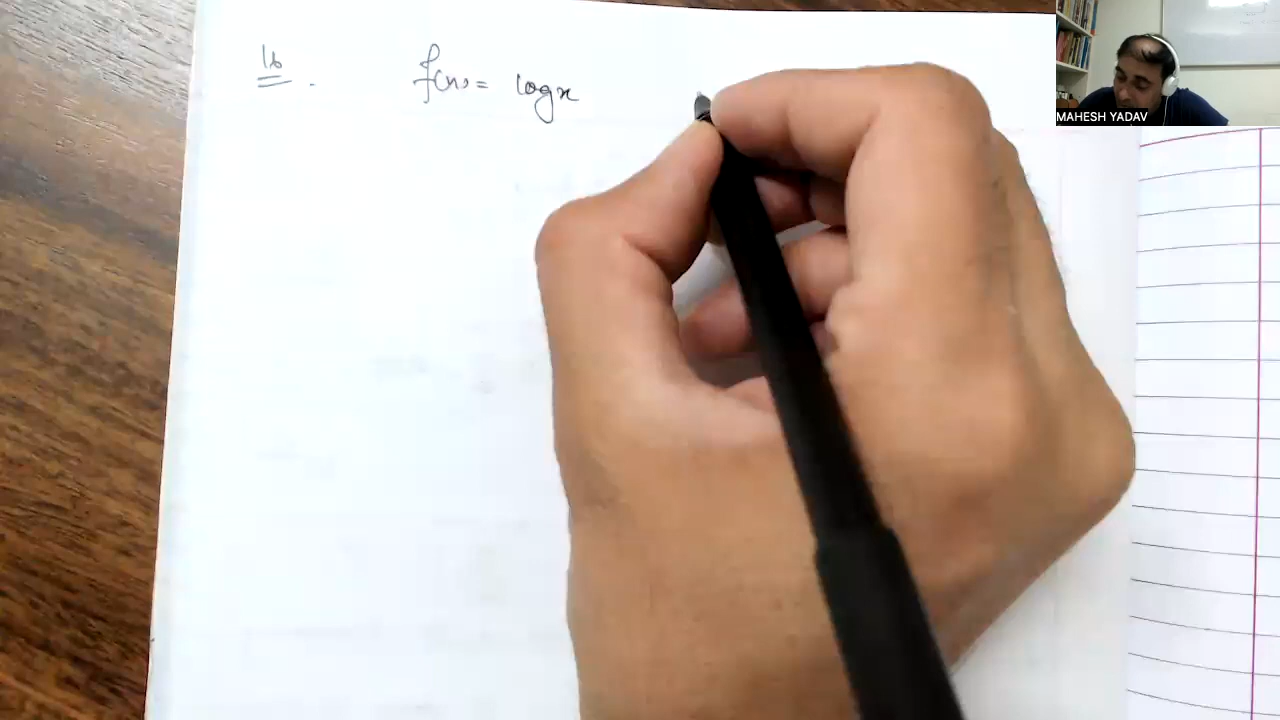 16.
f(x) = log x
MAHESH YADAV